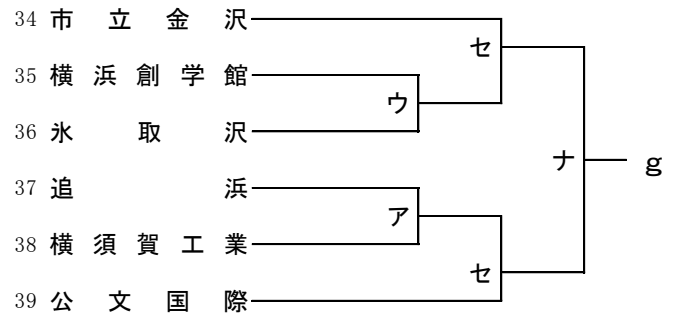 34 市立金沢
セ
35 横浜創学館
ウ
36 氷取沢
ナ g
37 追浜
ア
38 横須賀工業
セ
39 公文国際